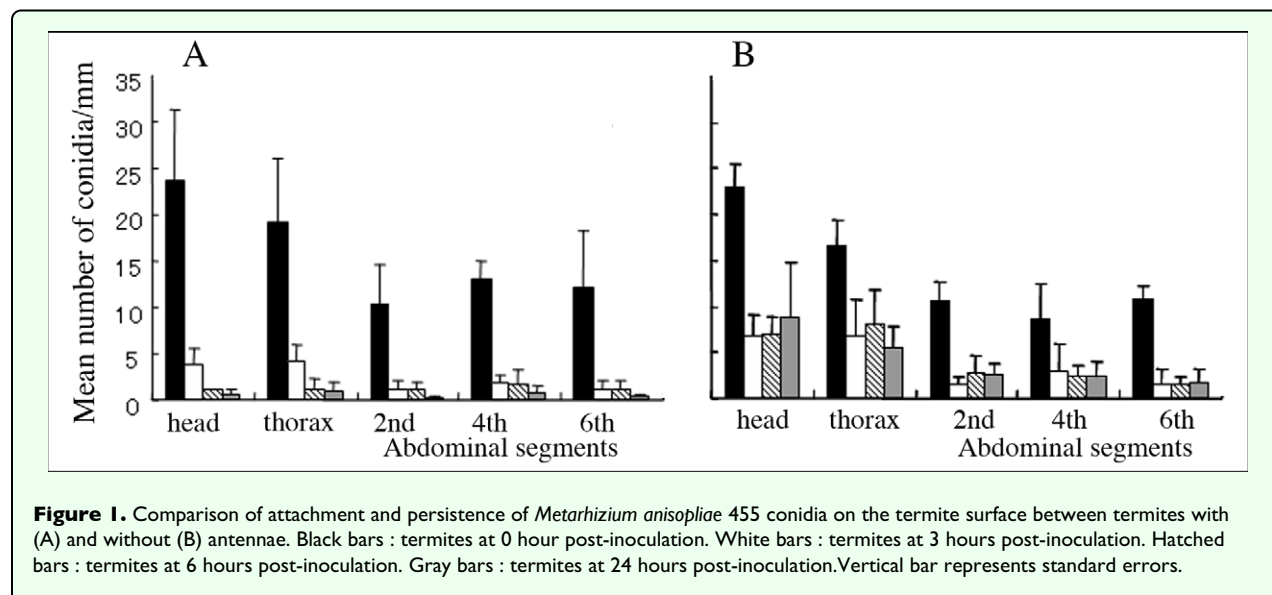 A B
Mean number of conidia/mm
35
30
25
20
15
10
5
0
head thorax 2nd 4th 6th head thorax 2nd 4th 6th
Abdominal segments Abdominal segments
Figure 1. Comparison of attachment and persistence of Metarhizium anisopliae 455 conidia on the termite surface between termites with
(A) and without (B) antennae. Black bars : termites at 0 hour post-inoculation. White bars : termites at 3 hours post-inoculation. Hatched
bars : termites at 6 hours post-inoculation. Gray bars : termites at 24 hours post-inoculation.Vertical bar represents standard errors.